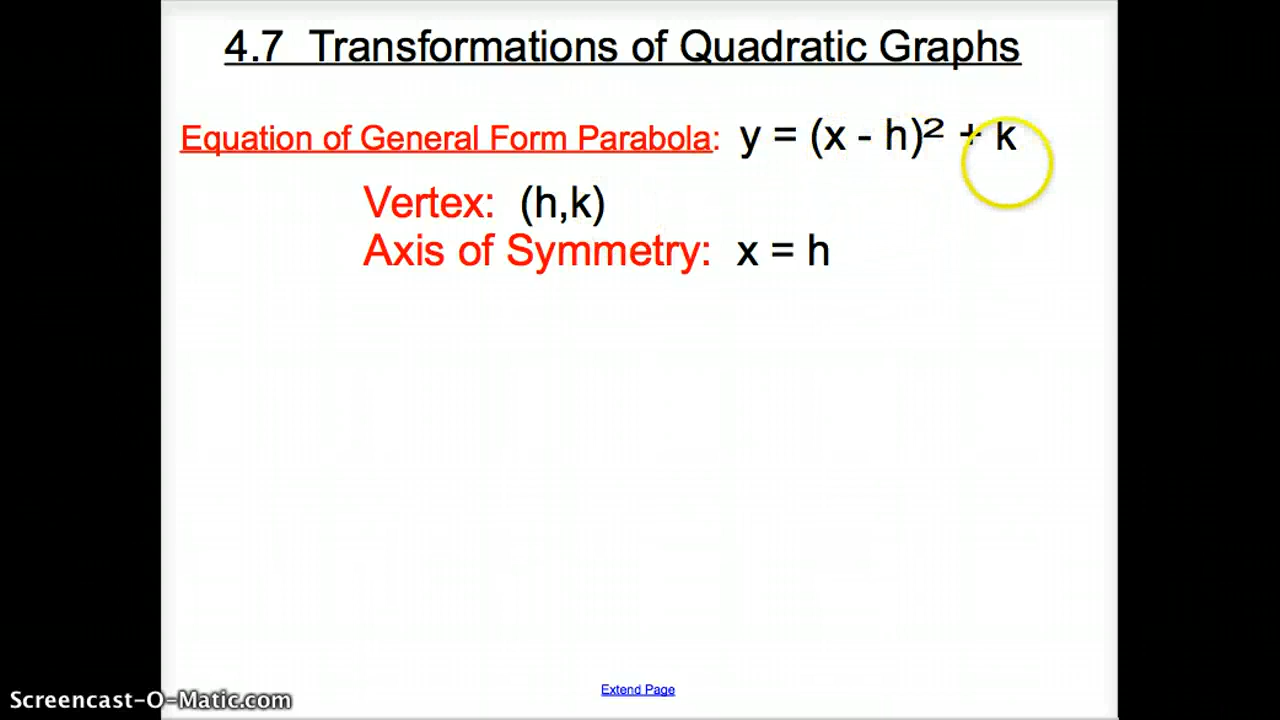 4.7 Transformations of Quadratic Graphs
Equation of General Form Parabola: y = (x - h)² + k
Vertex: (h,k)
Axis of Symmetry: x = h
Extend Page
Screencast-O-Matic.com